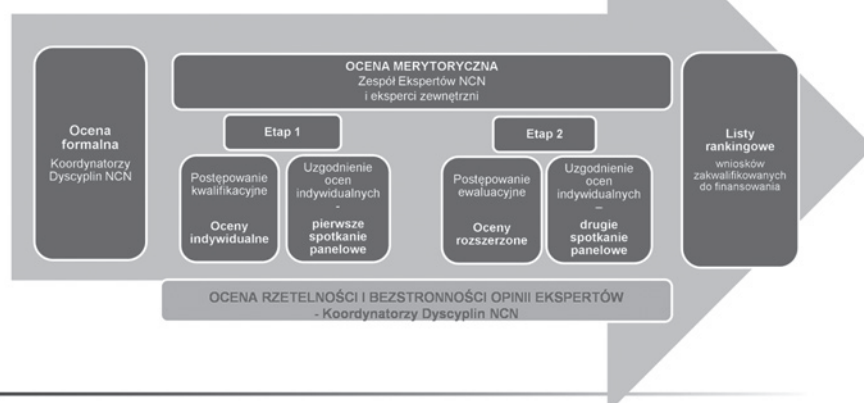 Ocena
formalna
Koordynatorzy
Dyscyplin NCN
OCENA MERYTORYCZNA
Zespół Ekspertów NCN
i eksperci zewnętrzni
Etap 1
Postępowanie
kwalifikacyjne
Oceny
indywidualne
Uzgodnienie
ocen
indywidualnych
-
pierwsze
spotkanie
panelowe
Etap 2
Postępowanie
ewaluacyjne
Oceny
rozszerzone
Uzgodnienie
ocen
indywidualnych
–
drugie
spotkanie
panelowe
Listy
rankingowe
wniosków
zakwalifikowanych
do finansowania
OCENA RZETELNOŚCI I BEZSTRONNOŚCI OPINII EKSPERTÓW
- Koordynatorzy Dyscyplin NCN